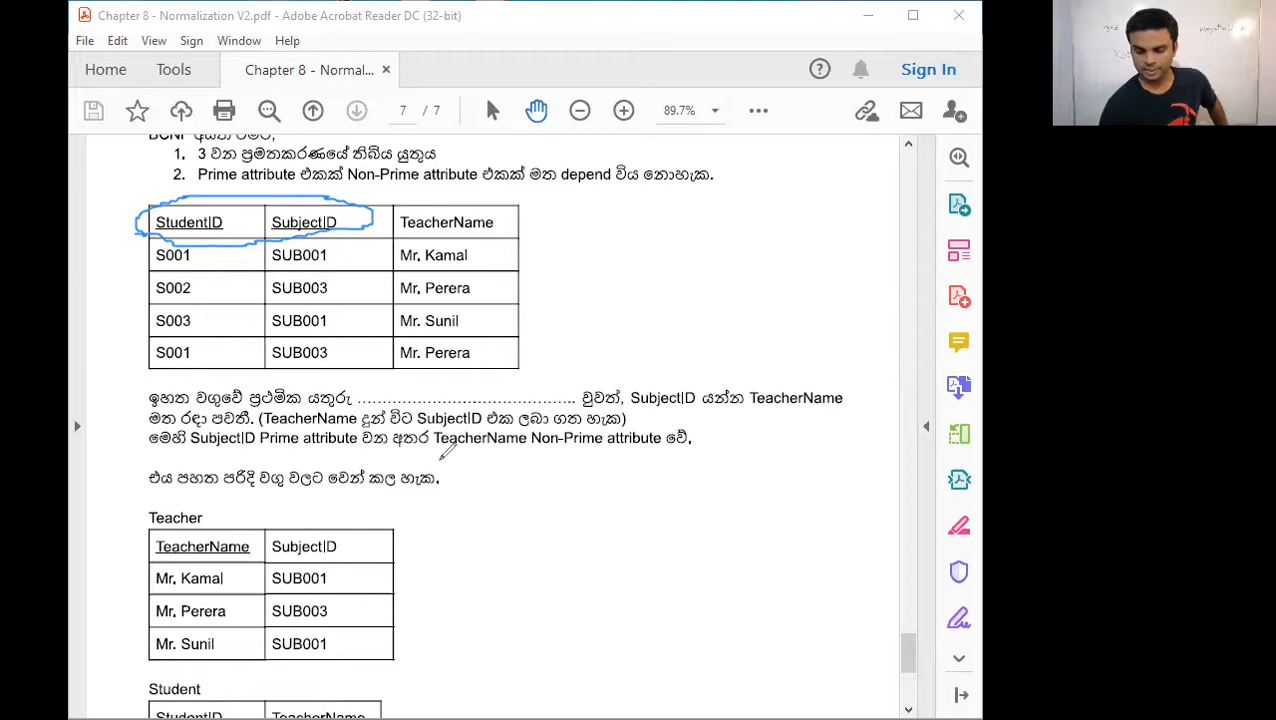 Chapter 8 - Normalization V2.pdf - Adobe Acrobat Reader DC (32-bit)
File Edit View Sign Window Help
Home Tools Chapter 8 - Normal... Sign In
7 / 7 89.7%
BCNF
1. 3 වන ප්‍රමතකරණයේ තිබිය යුතුය
2. Prime attribute එකක් Non-Prime attribute එකක් මත depend විය නොහැක.
StudentID SubjectID TeacherName
S001 SUB001 Mr. Kamal
S002 SUB003 Mr. Perera
S003 SUB001 Mr. Sunil
S001 SUB003 Mr. Perera
ඉහත වගුවේ ප්‍රාථමික යතුරු ………………………………….. වුවත්, SubjectID යන්න TeacherName
මත රඳා පවතී. (TeacherName දුන් විට SubjectID එක ලබා ගත හැක)
මෙහි SubjectID Prime attribute වන අතර TeacherName Non-Prime attribute වේ.
එය පහත පරිදි වගු වලට වෙන් කල හැක.
Teacher
TeacherName SubjectID
Mr. Kamal SUB001
Mr. Perera SUB003
Mr. Sunil SUB001
Student
StudentID TeacherName